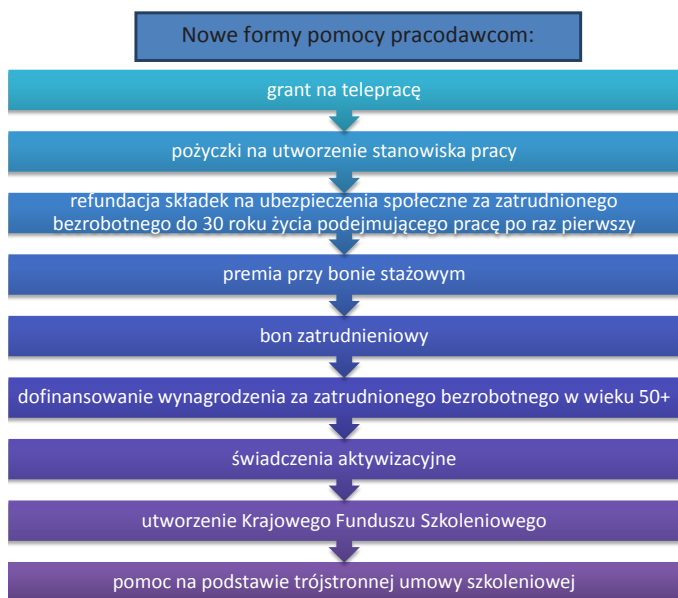 Nowe formy pomocy pracodawcom:
grant na telepracę
pożyczki na utworzenie stanowiska pracy
refundacja składek na ubezpieczenia społeczne za zatrudnionego
bezrobotnego do 30 roku życia podejmującego pracę po raz pierwszy
premia przy bonie stażowym
bon zatrudnieniowy
dofinansowanie wynagrodzenia za zatrudnionego bezrobotnego w wieku 50+
świadczenia aktywizacyjne
utworzenie Krajowego Funduszu Szkoleniowego
pomoc na podstawie trójstronnej umowy szkoleniowej